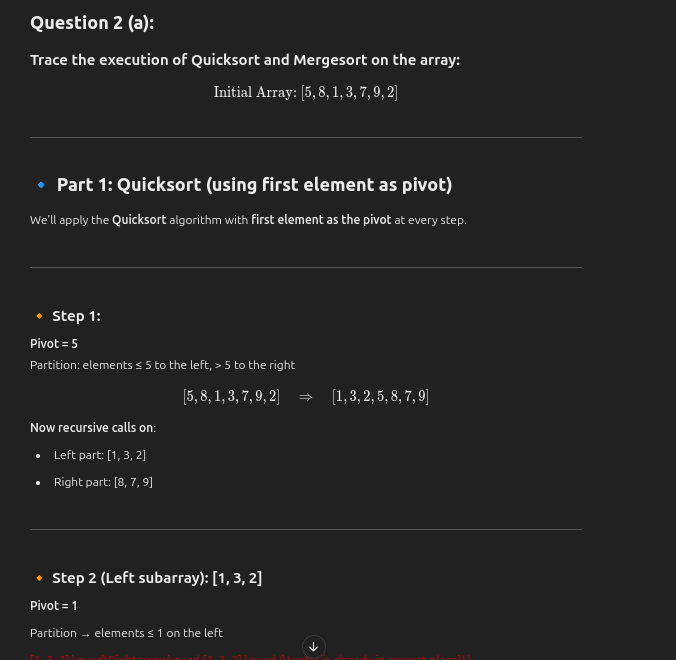 Question 2 (a):
Trace the execution of Quicksort and Mergesort on the array:
Initial Array: [5, 8, 1, 3, 7, 9, 2]
Part 1: Quicksort (using first element as pivot)
We'll apply the Quicksort algorithm with first element as the pivot at every step.
Step 1:
Pivot = 5
Partition: elements ≤ 5 to the left, > 5 to the right
[5, 8, 1, 3, 7, 9, 2] ⇒ [1, 3, 2, 5, 8, 7, 9]
Now recursive calls on:
• Left part: [1, 3, 2]
• Right part: [8, 7, 9]
Step 2 (Left subarray): [1, 3, 2]
Pivot = 1
Partition → elements ≤ 1 on the left